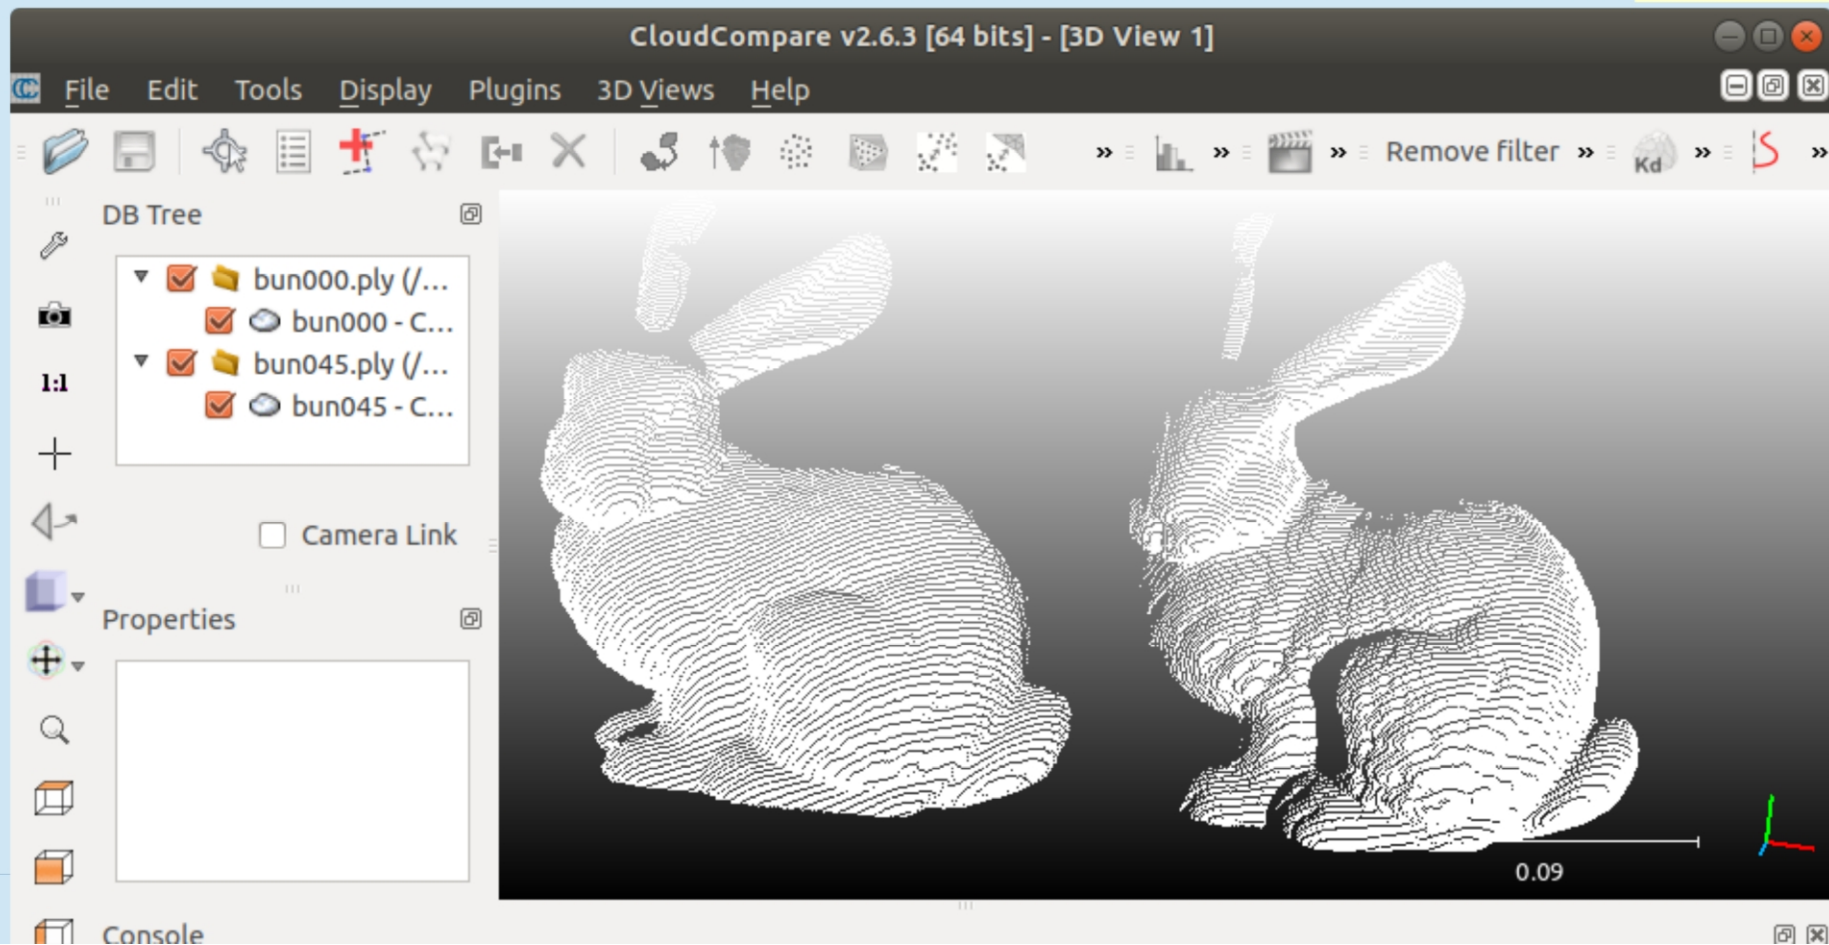 CloudCompare v2.6.3 [64 bits] - [3D View 1]
File Edit Tools Display Plugins 3D Views Help
» » » Remove filter » Kd » »
DB Tree
bun000.ply (/...
bun000 - C...
bun045.ply (/...
bun045 - C...
1:1
Camera Link
Properties
0.09
Console